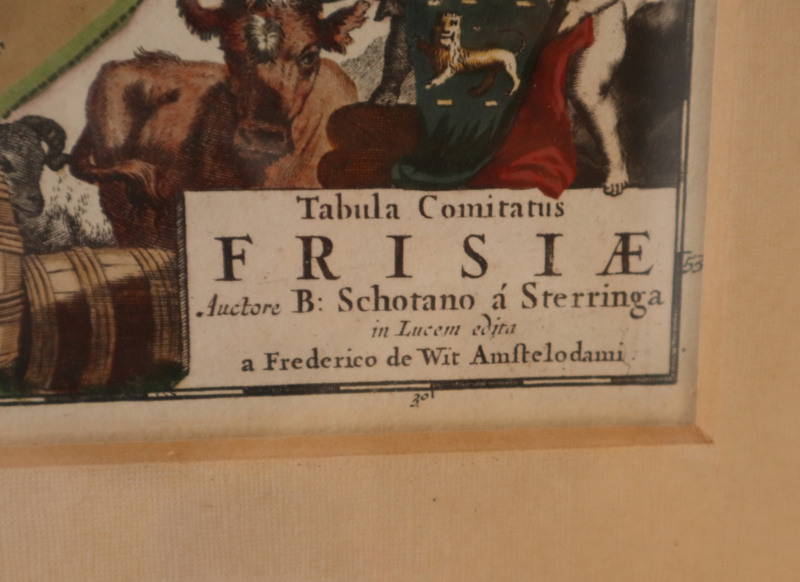 Tabula Comitatus
FRISIÆ
Auctore B: Schotano á Sterringa
in Lucem edita
a Frederico de Wit Amſtelodami.
53
30